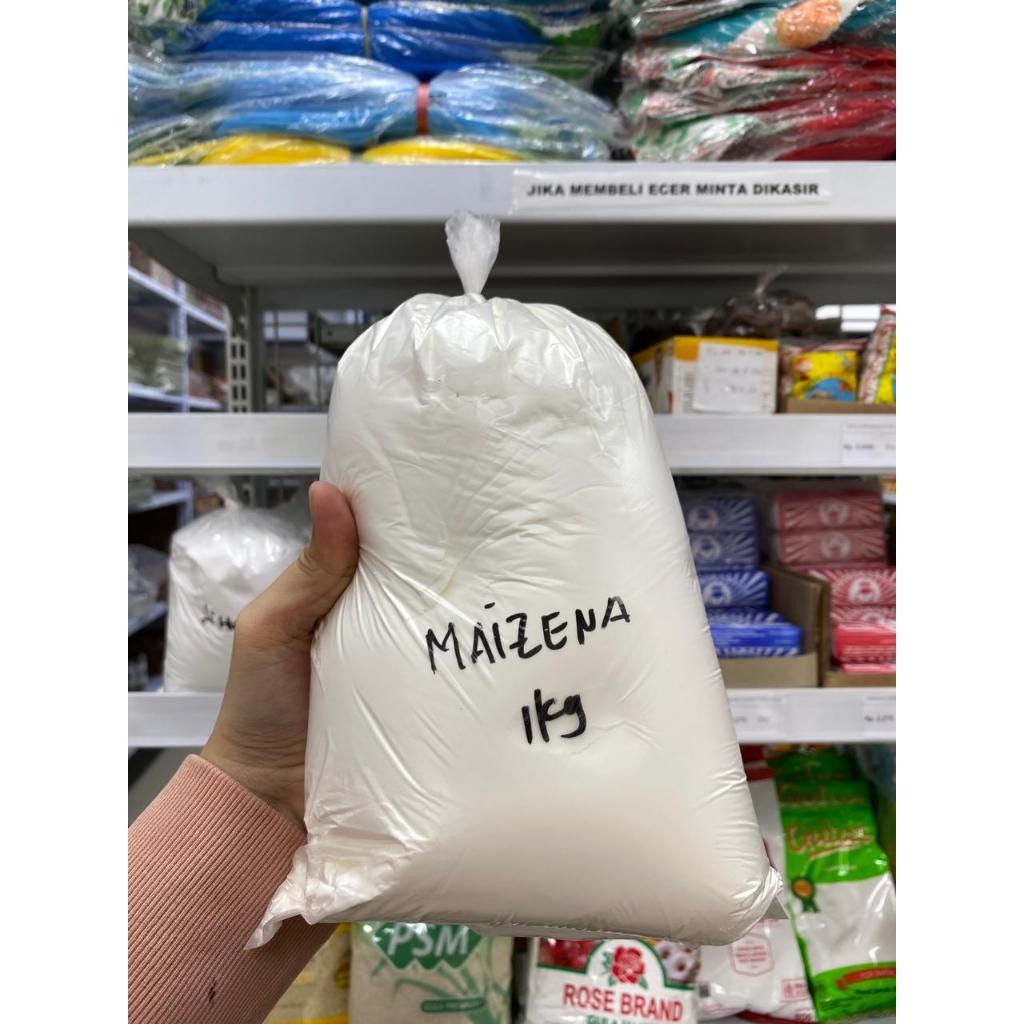 JIKA MEMBELI ECER MINTA DIKASIR
MAIZENA
1kg
PSM
ROSE BRAND